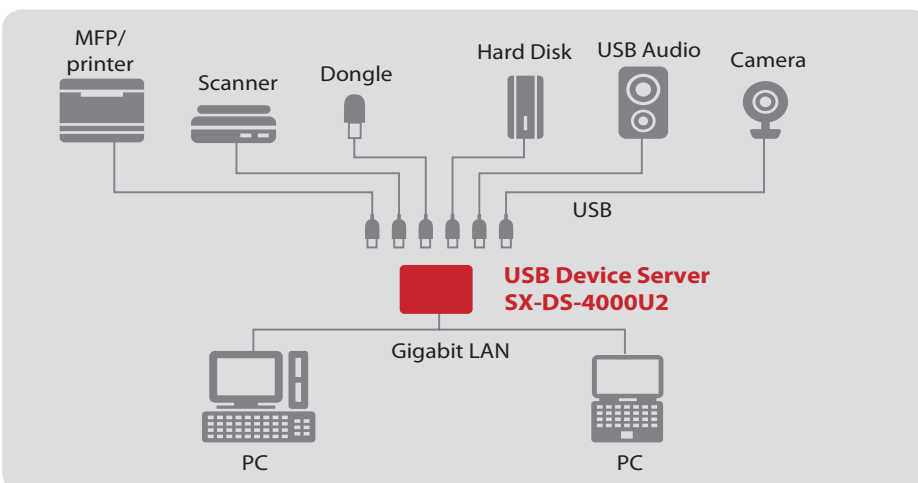 MFP/
printer
Scanner
Dongle
Hard Disk
USB Audio
Camera
USB
USB Device Server
SX-DS-4000U2
Gigabit LAN
PC
PC